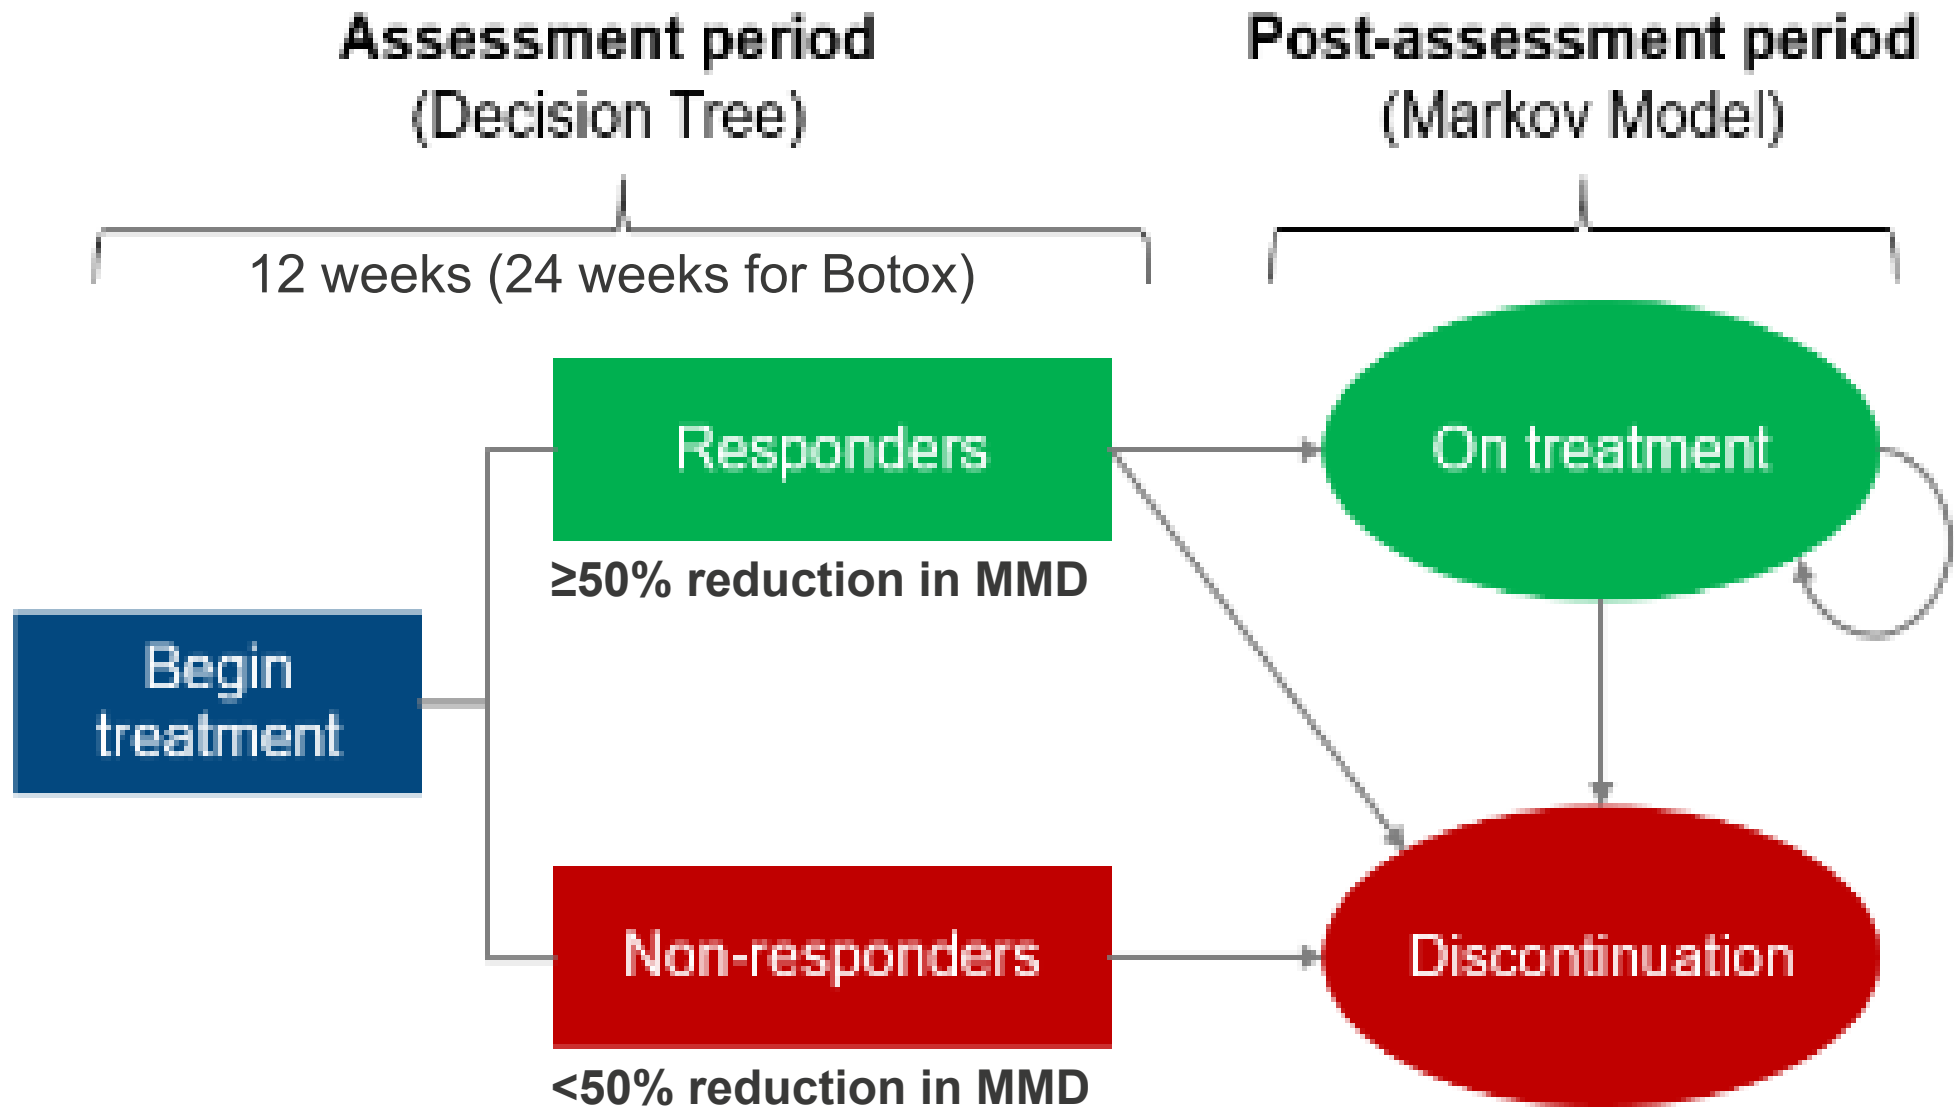 Assessment period
(Decision Tree)
Post-assessment period
(Markov Model)
12 weeks (24 weeks for Botox)
Responders
≥50% reduction in MMD
On treatment
Begin
treatment
Non-responders
<50% reduction in MMD
Discontinuation